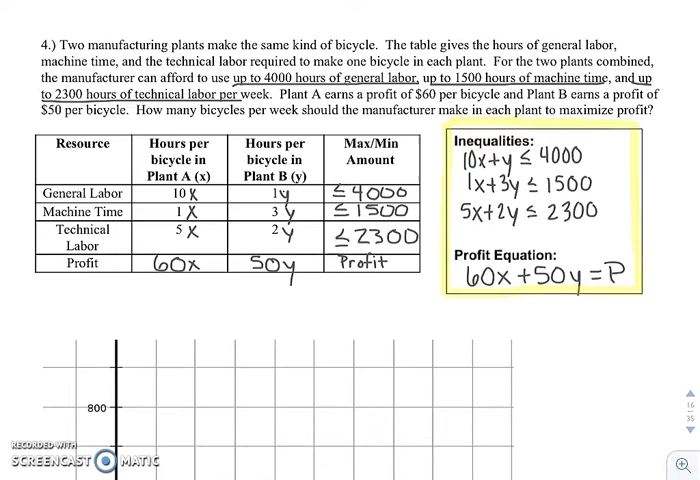 4.) Two manufacturing plants make the same kind of bicycle. The table gives the hours of general labor,
machine time, and the technical labor required to make one bicycle in each plant. For the two plants combined,
the manufacturer can afford to use up to 4000 hours of general labor, up to 1500 hours of machine time, and up
to 2300 hours of technical labor per week. Plant A earns a profit of $60 per bicycle and Plant B earns a profit of
$50 per bicycle. How many bicycles per week should the manufacturer make in each plant to maximize profit?
Resource Hours per bicycle in Plant A (x) Hours per bicycle in Plant B (y) Max/Min Amount
General Labor 10 x 1 y ≤ 4000
Machine Time 1 x 3 y ≤ 1500
Technical Labor 5 x 2 y ≤ 2300
Profit 60x 50y Profit
Inequalities:
10x+y ≤ 4000
1x+3y ≤ 1500
5x+2y ≤ 2300
Profit Equation:
60x+50y=P
800
16
35
RECORDED WITH
SCREENCAST O MATIC